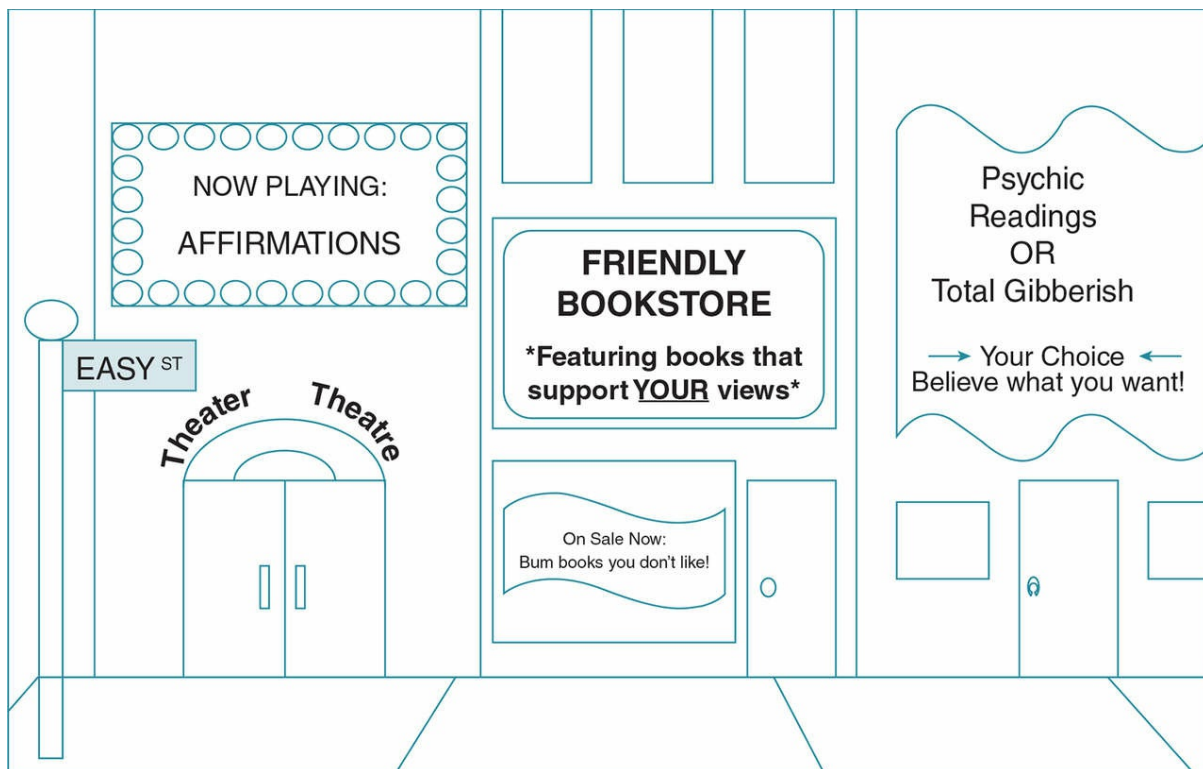 NOW PLAYING:
AFFIRMATIONS
EASY ST
Theater Theatre
FRIENDLY
BOOKSTORE
*Featuring books that
support YOUR views*
On Sale Now:
Bum books you don't like!
Psychic
Readings
OR
Total Gibberish
→ Your Choice ←
Believe what you want!